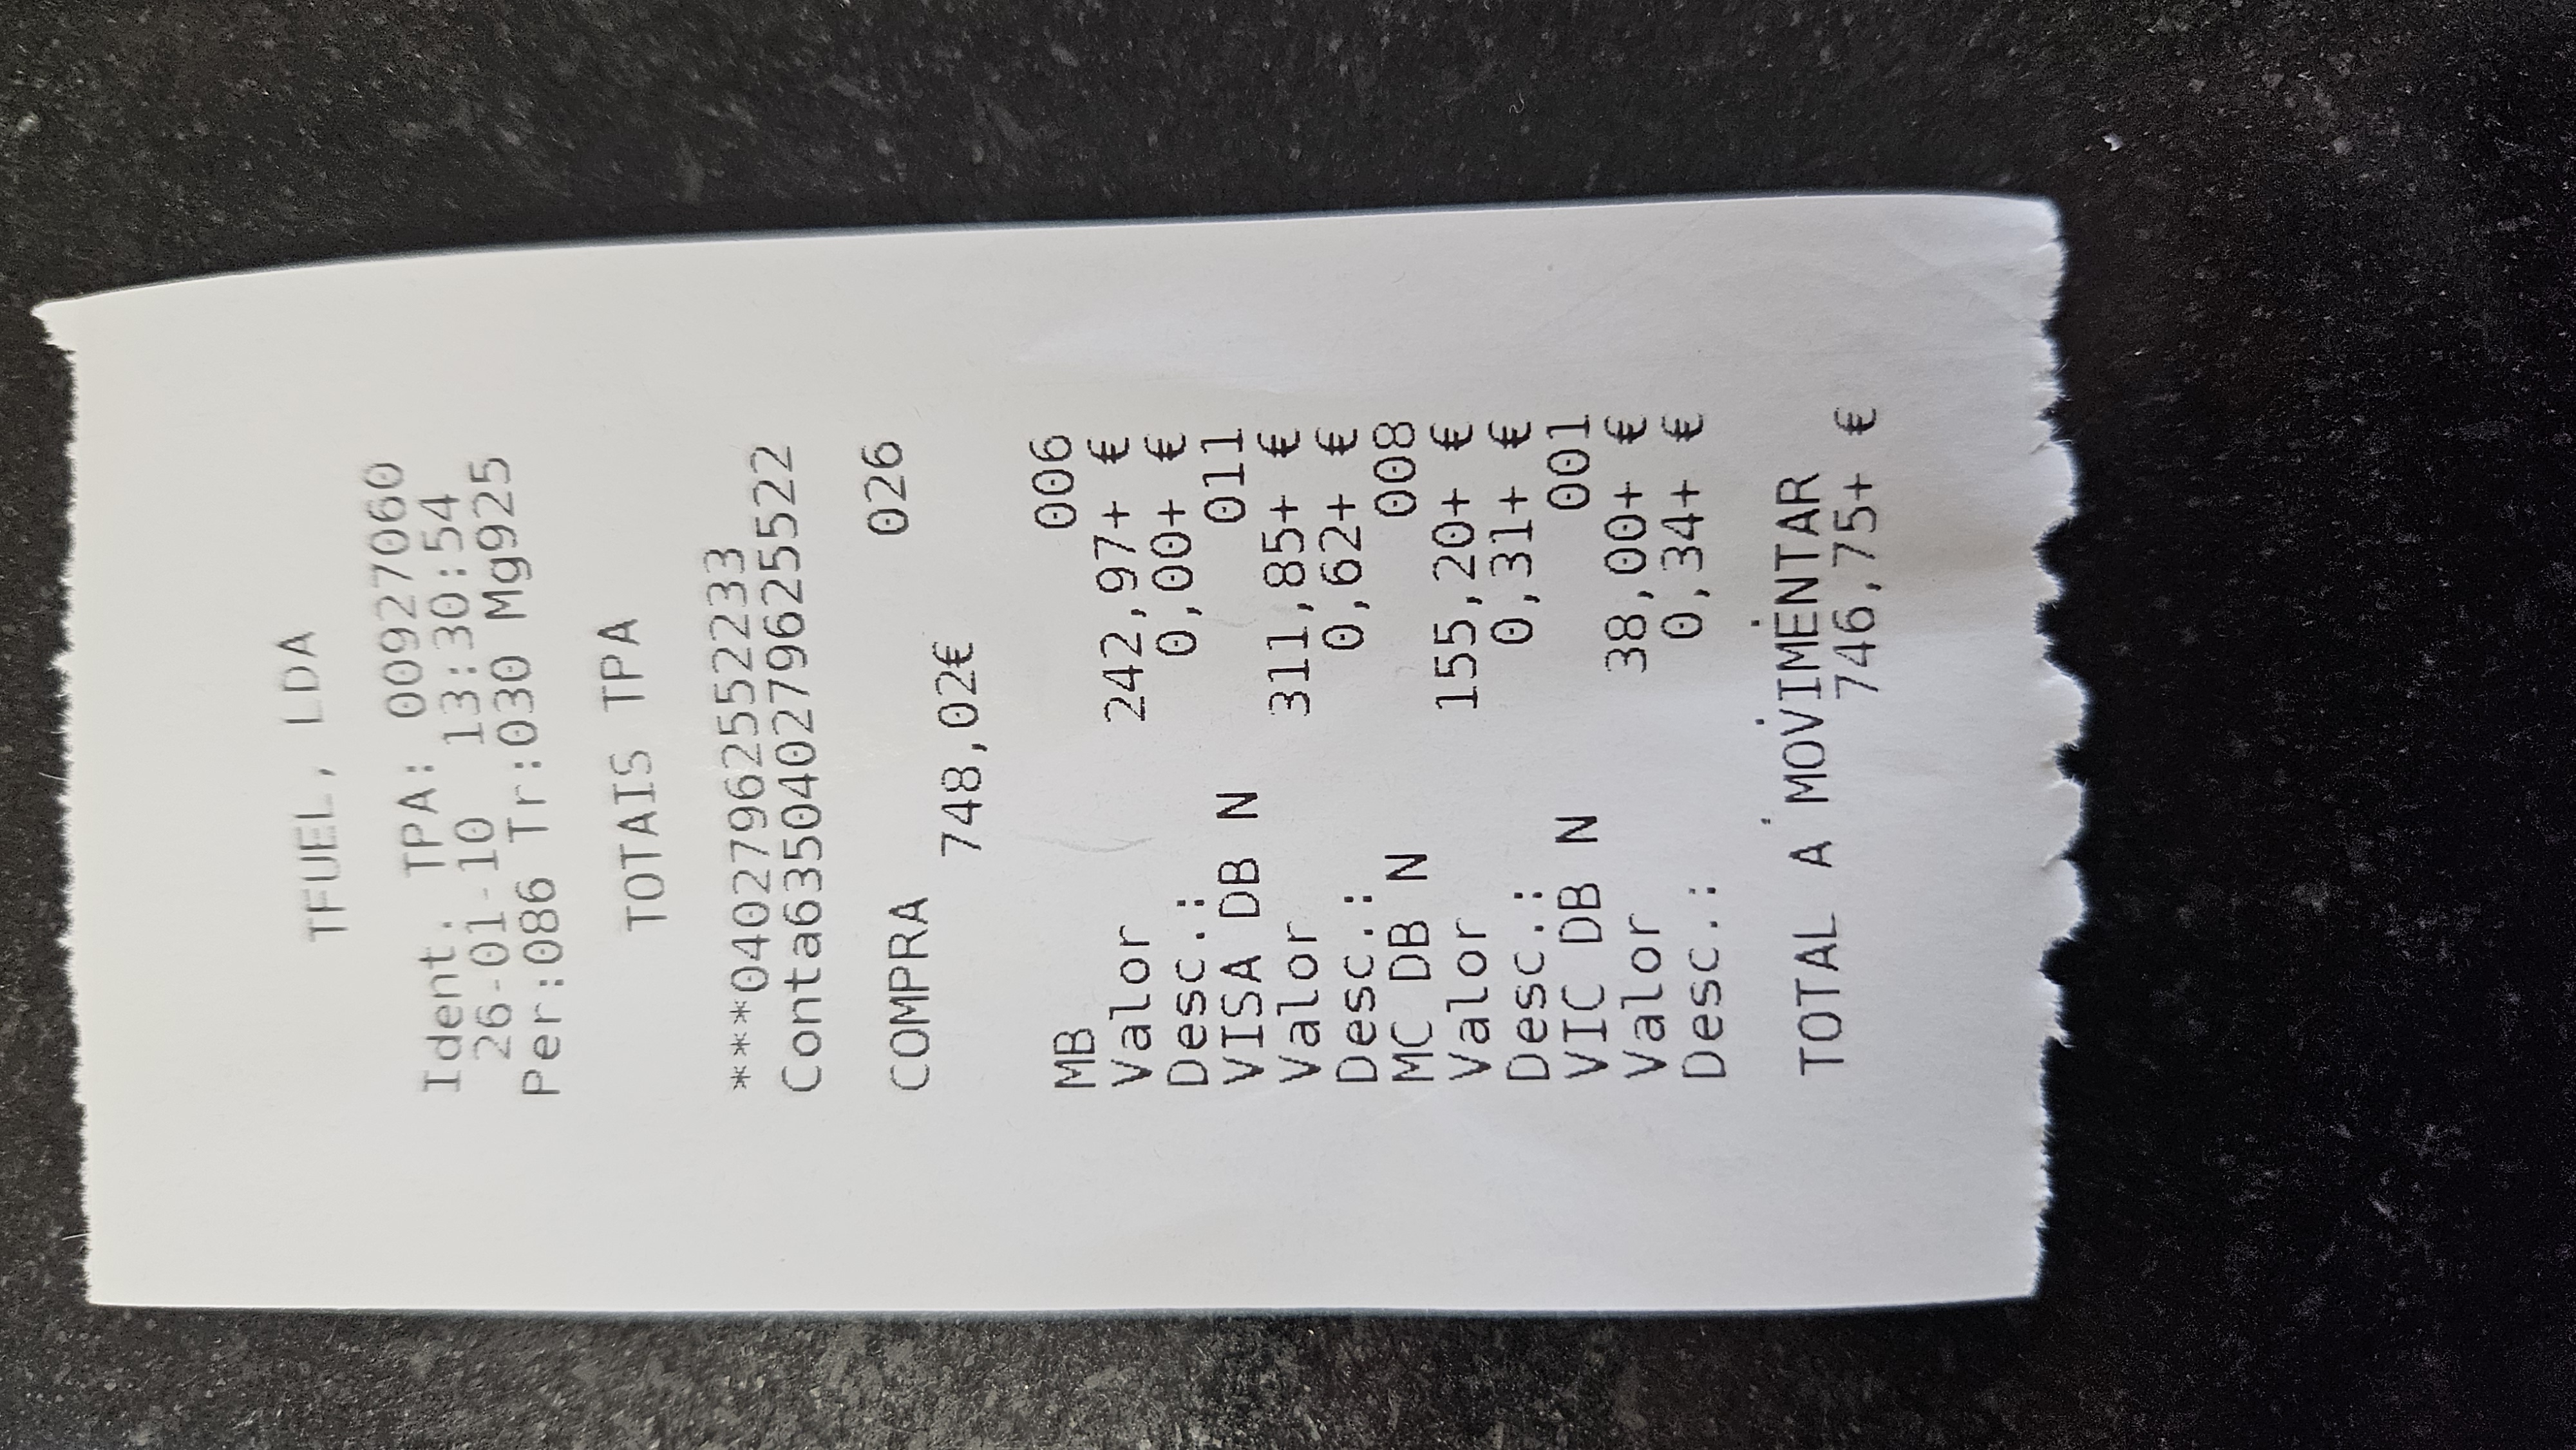 TFUEL, LDA
Ident. TPA: 00927060
26-01-10 13:30:54
Per:086 Tr:030 Mg925
TOTAIS TPA
***0402796255522​33
Conta6350402796255522
COMPRA 026
748,02€
MB 006
Valor 242,97+ €
Desc.: 0,00+ €
VISA DB N 011
Valor 311,85+ €
Desc.: 0,62+ €
MC DB N 008
Valor 155,20+ €
Desc.: 0,31+ €
VIC DB N 001
Valor 38,00+ €
Desc.: 0,34+ €
TOTAL A MOVIMENTAR
746,75+ €